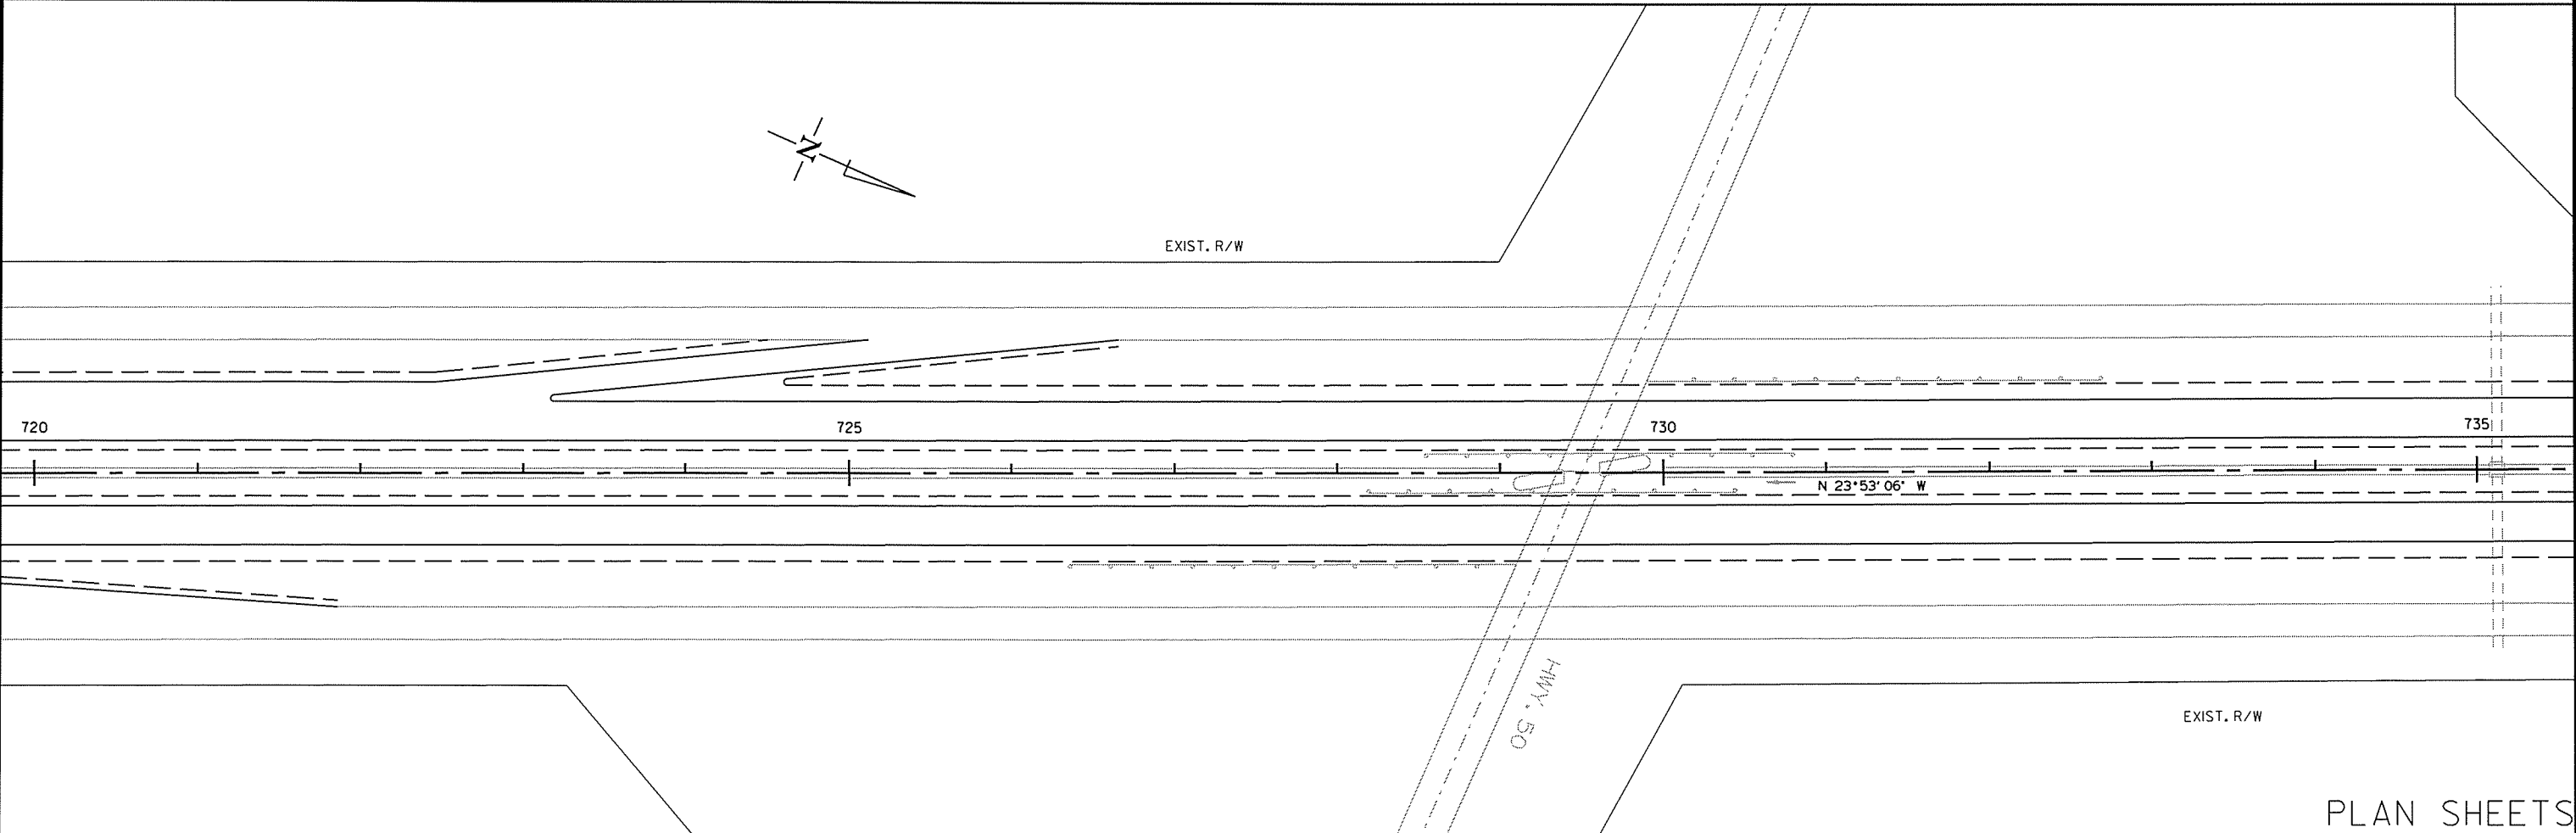 N
EXIST. R/W
720
725
730
735
N 23°53'06" W
HWY. 50
EXIST. R/W
PLAN SHEETS